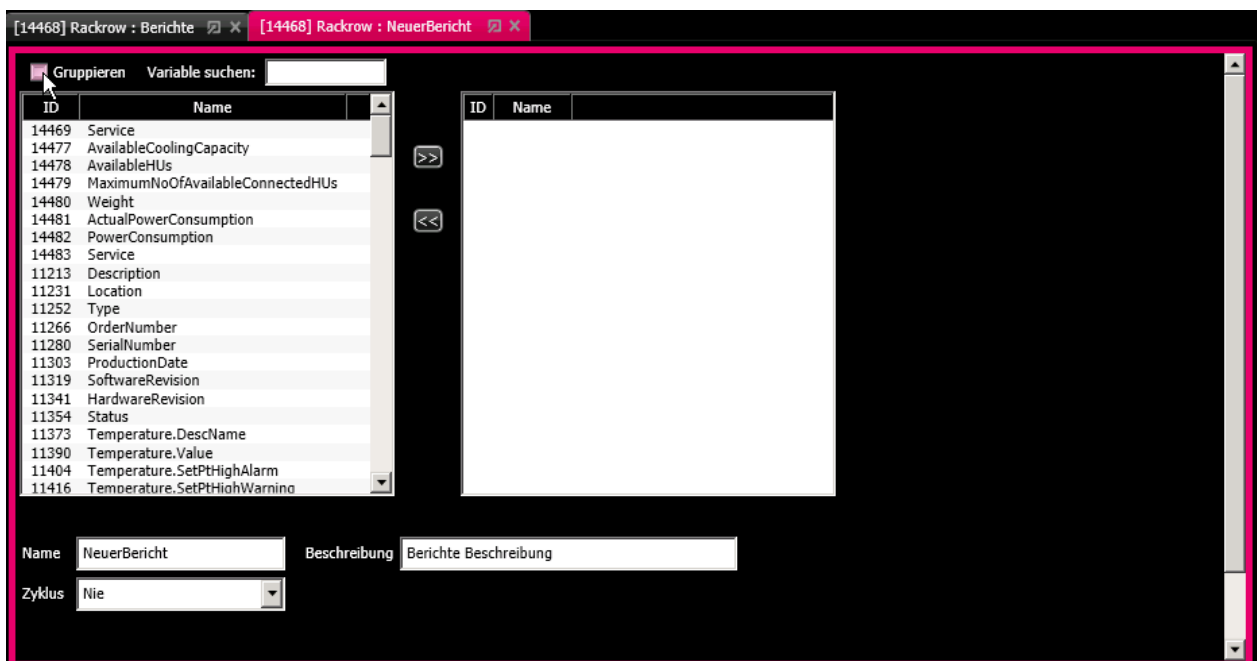 [14468] Rackrow : Berichte [14468] Rackrow : NeuerBericht
Gruppieren Variable suchen:
ID Name ID Name
14469 Service
14477 AvailableCoolingCapacity
14478 AvailableHUs
>>
14479 MaximumNoOfAvailableConnectedHUs
14480 Weight
14481 ActualPowerConsumption
<<
14482 PowerConsumption
14483 Service
11213 Description
11231 Location
11252 Type
11266 OrderNumber
11280 SerialNumber
11303 ProductionDate
11319 SoftwareRevision
11341 HardwareRevision
11354 Status
11373 Temperature.DescName
11390 Temperature.Value
11404 Temperature.SetPtHighAlarm
11416 Temperature.SetPtHighWarning
Name NeuerBericht Beschreibung Berichte Beschreibung
Zyklus Nie